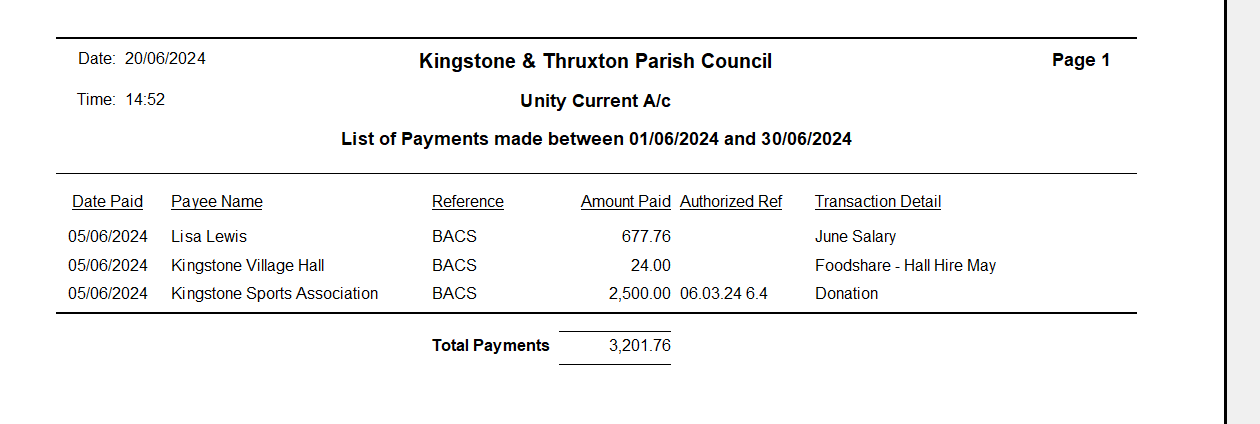 Date: 20/06/2024 Kingstone & Thruxton Parish Council Page 1
Time: 14:52 Unity Current A/c
List of Payments made between 01/06/2024 and 30/06/2024
Date Paid Payee Name Reference Amount Paid Authorized Ref Transaction Detail
05/06/2024 Lisa Lewis BACS 677.76 June Salary
05/06/2024 Kingstone Village Hall BACS 24.00 Foodshare - Hall Hire May
05/06/2024 Kingstone Sports Association BACS 2,500.00 06.03.24 6.4 Donation
Total Payments 3,201.76